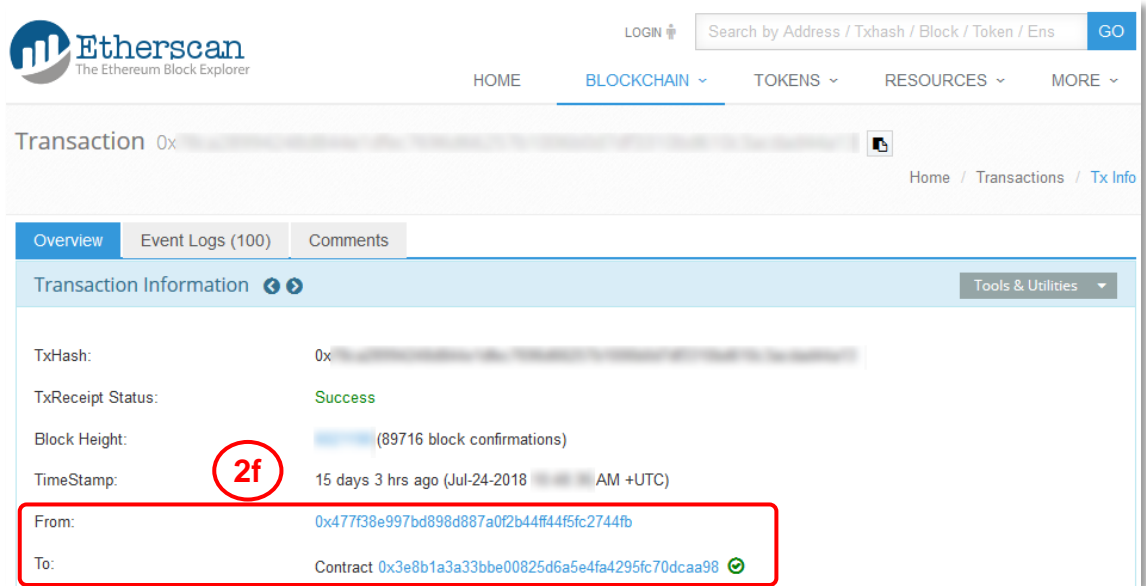 LOGIN
Search by Address / Txhash / Block / Token / Ens
GO
Etherscan
The Ethereum Block Explorer
HOME BLOCKCHAIN TOKENS RESOURCES MORE
Transaction 0x
Home / Transactions / Tx Info
Overview Event Logs (100) Comments
Transaction Information Tools & Utilities
TxHash: 0x
TxReceipt Status: Success
Block Height: (89716 block confirmations)
2f
TimeStamp: 15 days 3 hrs ago (Jul-24-2018 AM +UTC)
From: 0x477f38e997bd898d887a0f2b44ff44f5fc2744fb
To: Contract 0x3e8b1a3a33bbe00825d6a5e4fa4295fc70dcaa98